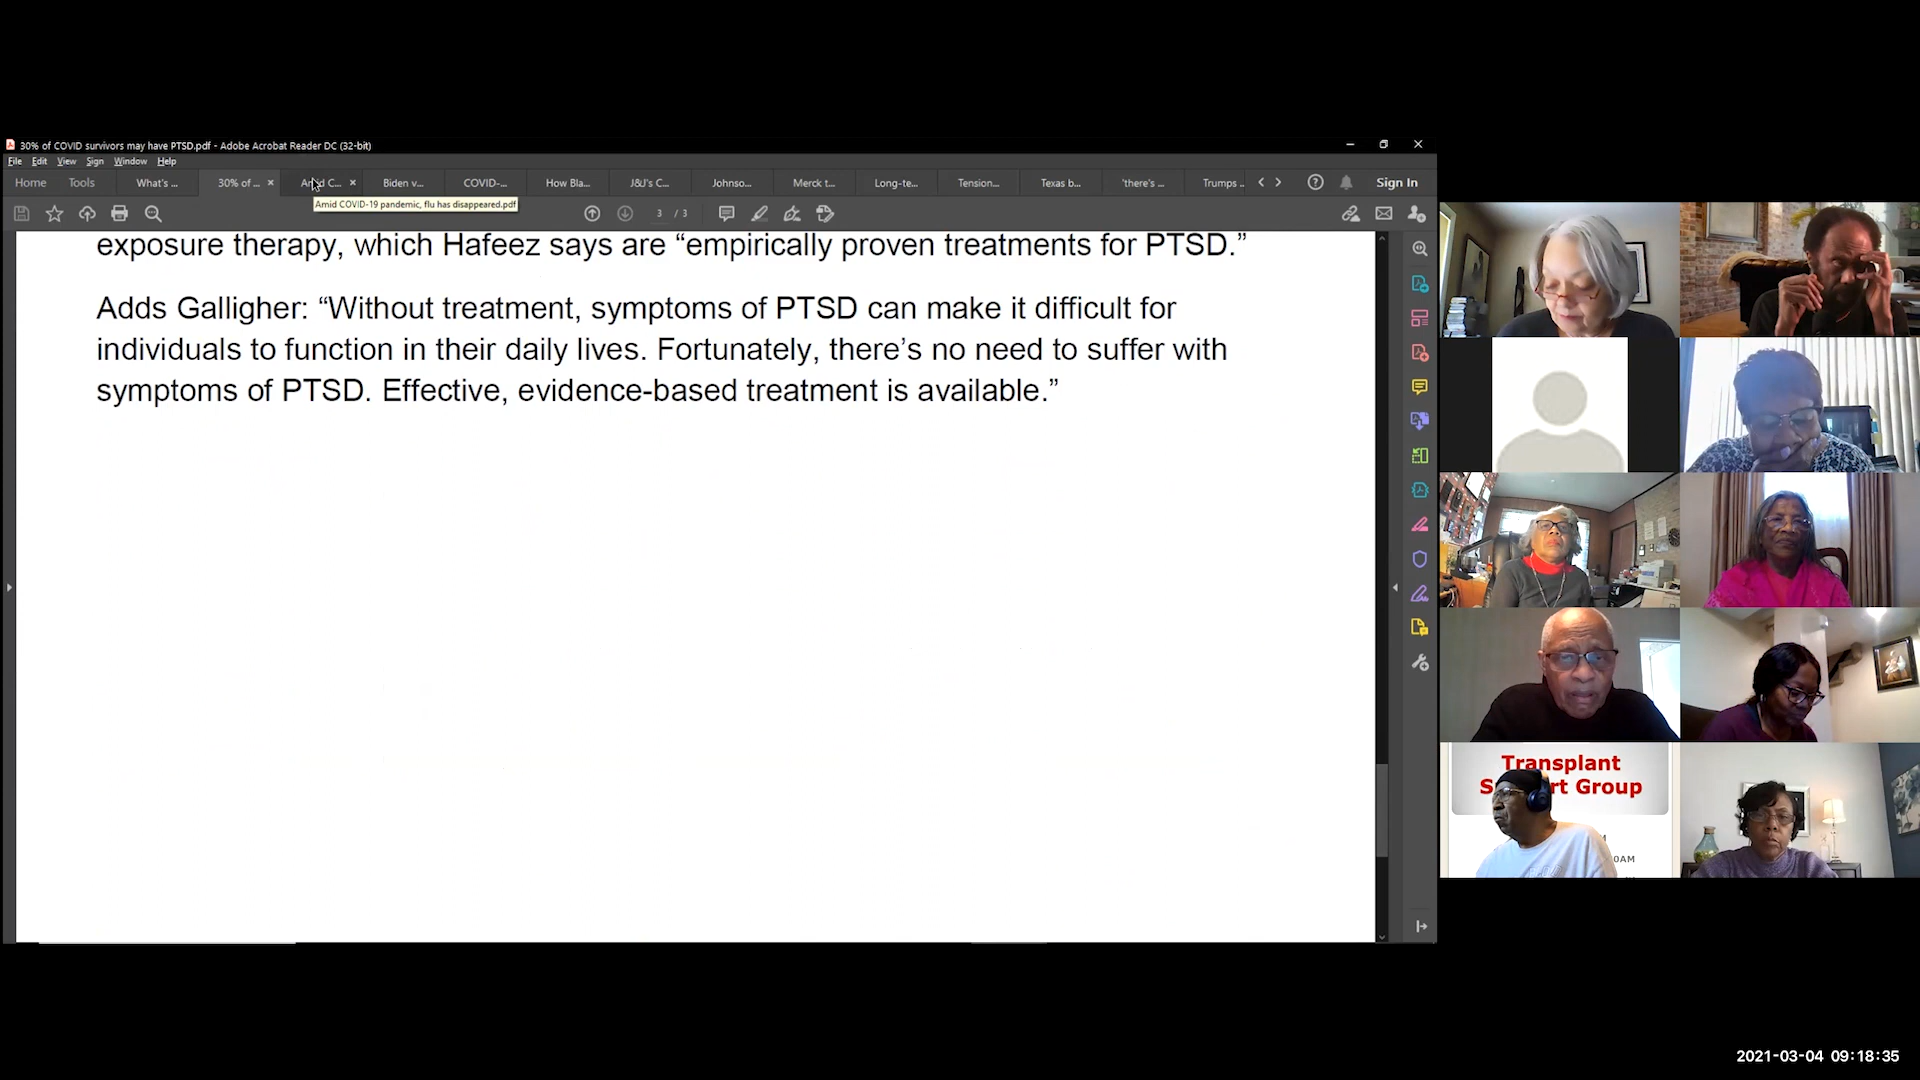 30% of COVID survivors may have PTSD.pdf - Adobe Acrobat Reader DC (32-bit)
File Edit View Sign Window Help
Home Tools What's ... 30% of ... Amid C... Biden v... COVID-... How Bla... J&J's C... Johnso... Merck t... Long-te... Tension... Texas b... 'there's ... Trumps .. Sign In
Amid COVID-19 pandemic, flu has disappeared.pdf
3 / 3
exposure therapy, which Hafeez says are “empirically proven treatments for PTSD.”
Adds Galligher: “Without treatment, symptoms of PTSD can make it difficult for
individuals to function in their daily lives. Fortunately, there’s no need to suffer with
symptoms of PTSD. Effective, evidence-based treatment is available.”
Transplant
Group
2021-03-04 09:18:35